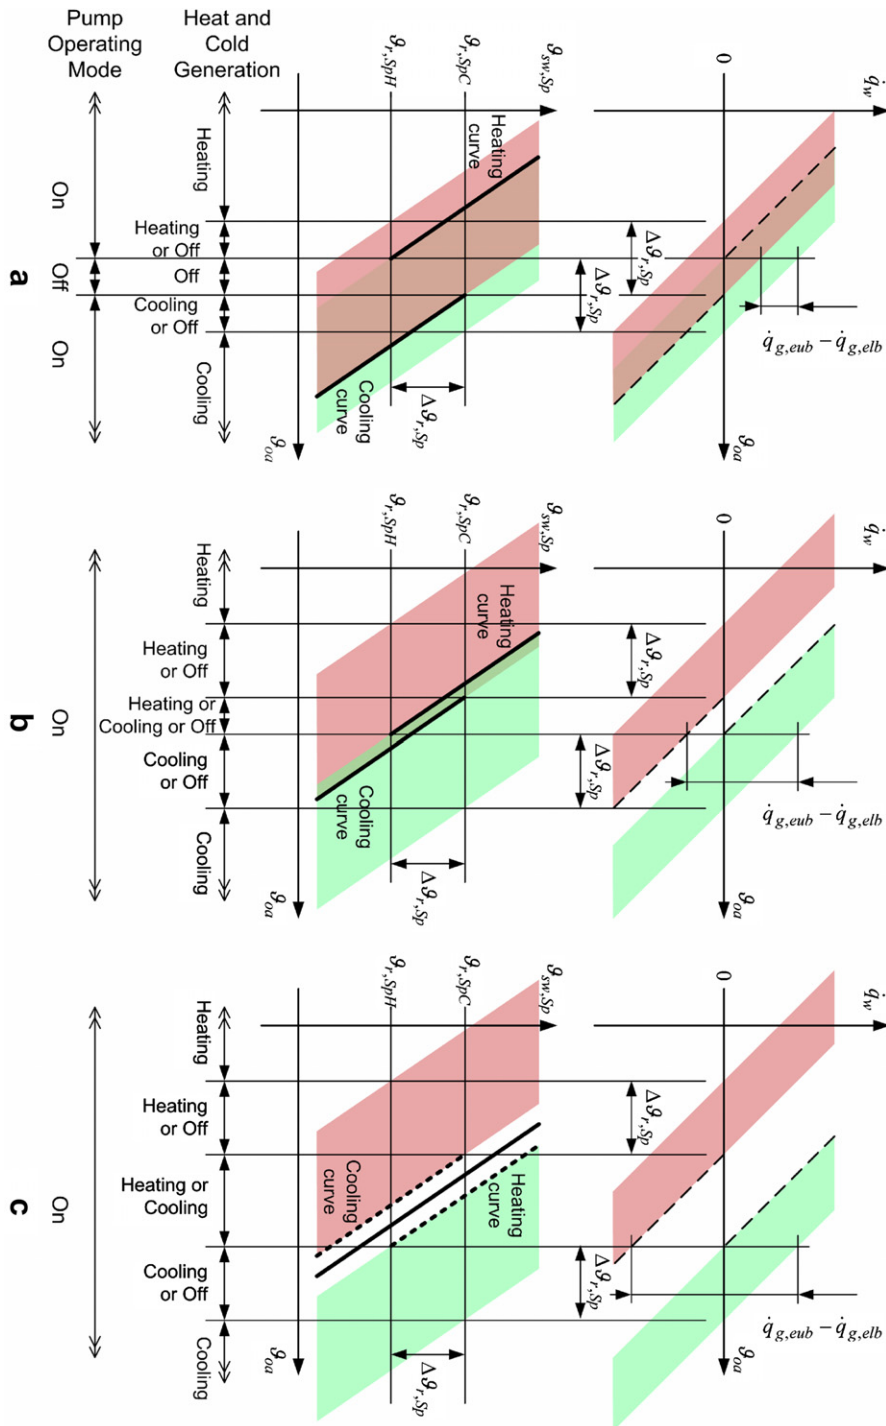 Pump
Operating
Mode
Heat and
Cold
Generation
ϑr,SpH
ϑr,SpC
ϑsw,Sp
0
q̇w
Heating
curve
Cooling
curve
Δϑr,Sp
Δϑr,Sp
Δϑr,Sp
q̇g,eub − q̇g,elb
ϑoa
ϑoa
Heating
Heating
or Off
Off
Cooling
or Off
Cooling
On
Off
On
a
ϑr,SpH
ϑr,SpC
ϑsw,Sp
0
q̇w
Heating
curve
Cooling
curve
Δϑr,Sp
Δϑr,Sp
Δϑr,Sp
q̇g,eub − q̇g,elb
ϑoa
ϑoa
Heating
Heating
or Off
Heating or
Cooling or Off
Cooling
or Off
Cooling
On
b
ϑr,SpH
ϑr,SpC
ϑsw,Sp
0
q̇w
Cooling
curve
Heating
curve
Δϑr,Sp
Δϑr,Sp
Δϑr,Sp
q̇g,eub − q̇g,elb
ϑoa
ϑoa
Heating
Heating
or Off
Heating or
Cooling
Cooling
or Off
Cooling
On
c